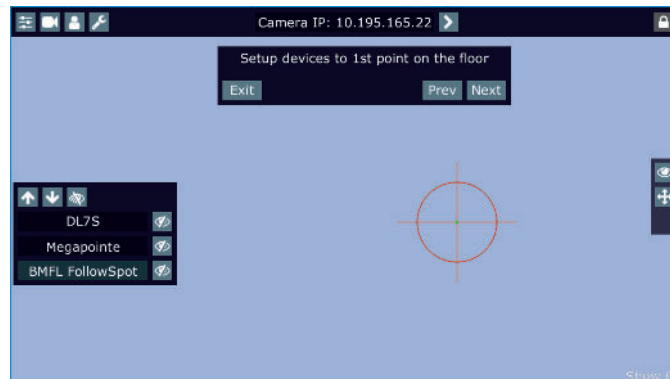 Camera IP: 10.195.165.22
Setup devices to 1st point on the floor
Exit Prev Next
DL7S
Megapointe
BMFL FollowSpot
Show